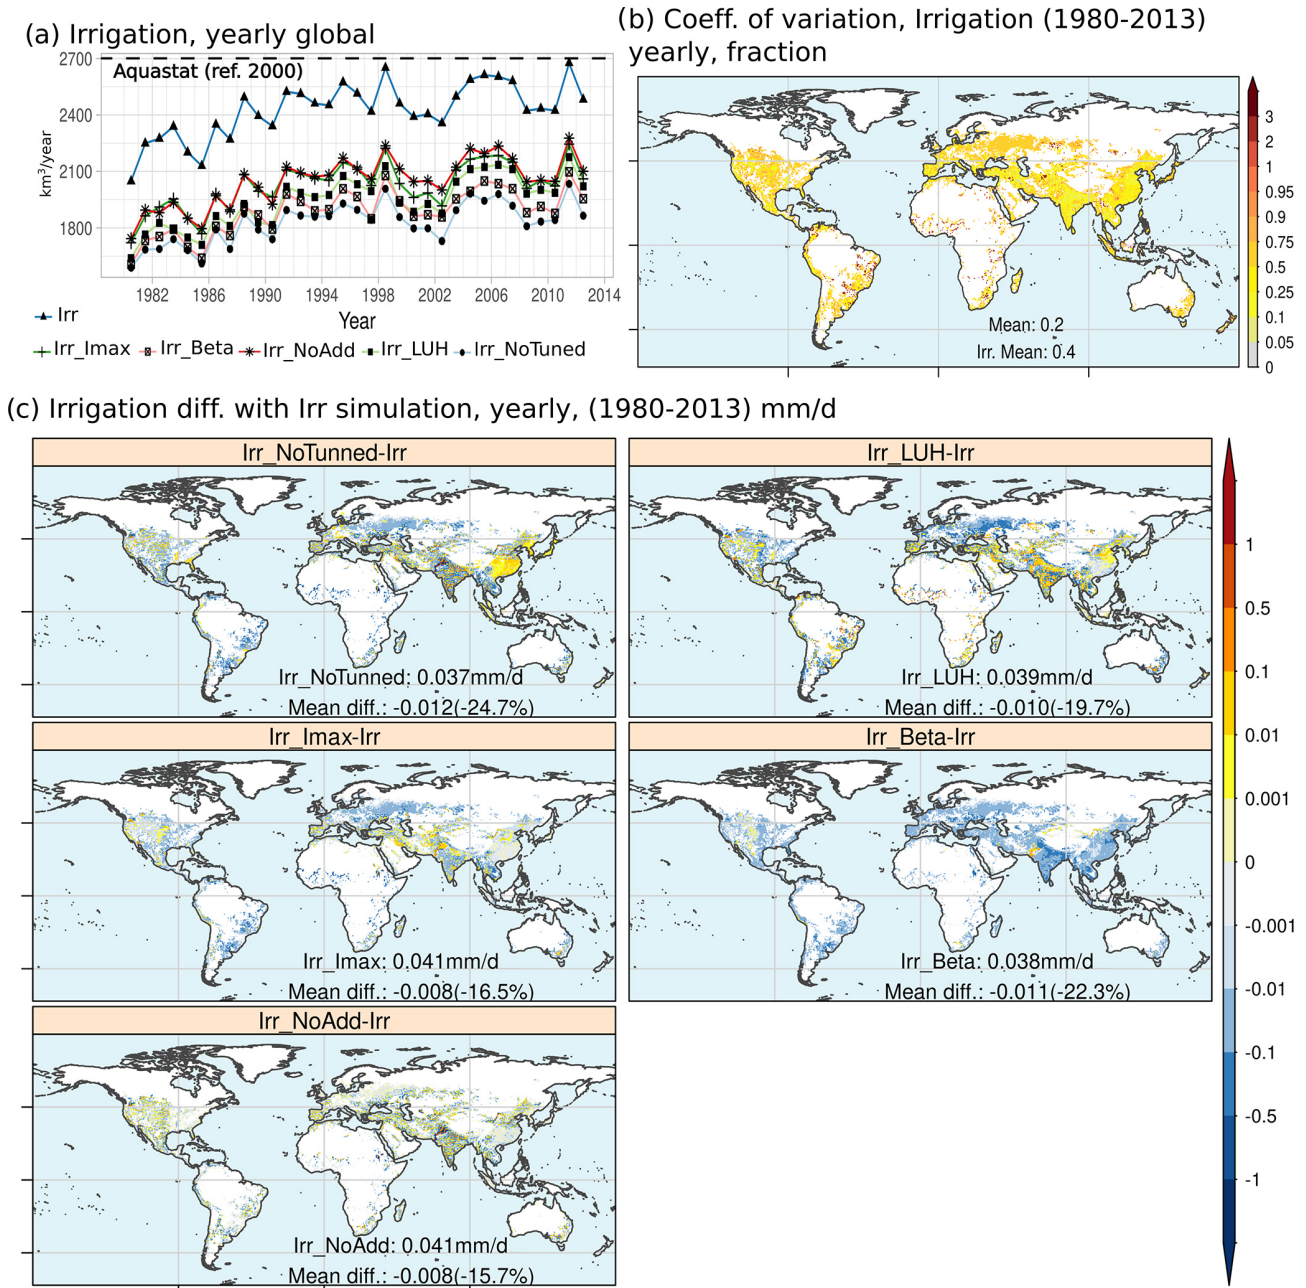 (a) Irrigation, yearly global
2700
Aquastat (ref. 2000)
2400
2100
1800
km³/year
1982 1986 1990 1994 1998 2002 2006 2010 2014
Year
Irr
Irr_Imax Irr_Beta Irr_NoAdd Irr_LUH Irr_NoTuned
(b) Coeff. of variation, Irrigation (1980-2013)
yearly, fraction
Mean: 0.2
Irr. Mean: 0.4
3
2
1
0.95
0.9
0.75
0.5
0.25
0.1
0.05
0
(c) Irrigation diff. with Irr simulation, yearly, (1980-2013) mm/d
Irr_NoTunned-Irr
Irr_NoTunned: 0.037mm/d
Mean diff.: -0.012(-24.7%)
Irr_LUH-Irr
Irr_LUH: 0.039mm/d
Mean diff.: -0.010(-19.7%)
Irr_Imax-Irr
Irr_Imax: 0.041mm/d
Mean diff.: -0.008(-16.5%)
Irr_Beta-Irr
Irr_Beta: 0.038mm/d
Mean diff.: -0.011(-22.3%)
Irr_NoAdd-Irr
Irr_NoAdd: 0.041mm/d
Mean diff.: -0.008(-15.7%)
1
0.5
0.1
0.01
0.001
0
-0.001
-0.01
-0.1
-0.5
-1